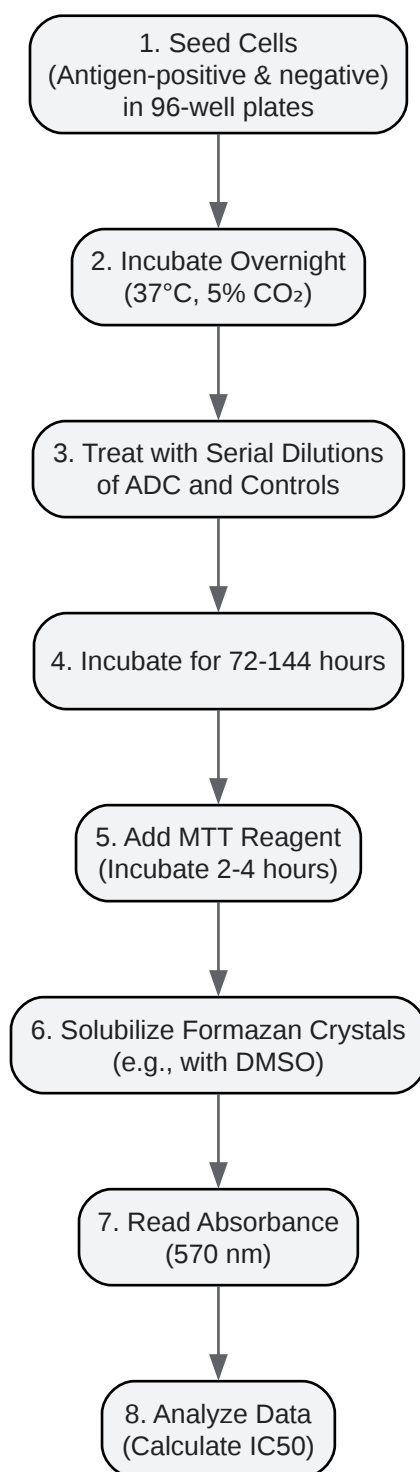 1. Seed Cells
(Antigen-positive & negative)
in 96-well plates
2. Incubate Overnight
(37°C, 5% CO₂)
3. Treat with Serial Dilutions
of ADC and Controls
4. Incubate for 72-144 hours
5. Add MTT Reagent
(Incubate 2-4 hours)
6. Solubilize Formazan Crystals
(e.g., with DMSO)
7. Read Absorbance
(570 nm)
8. Analyze Data
(Calculate IC50)